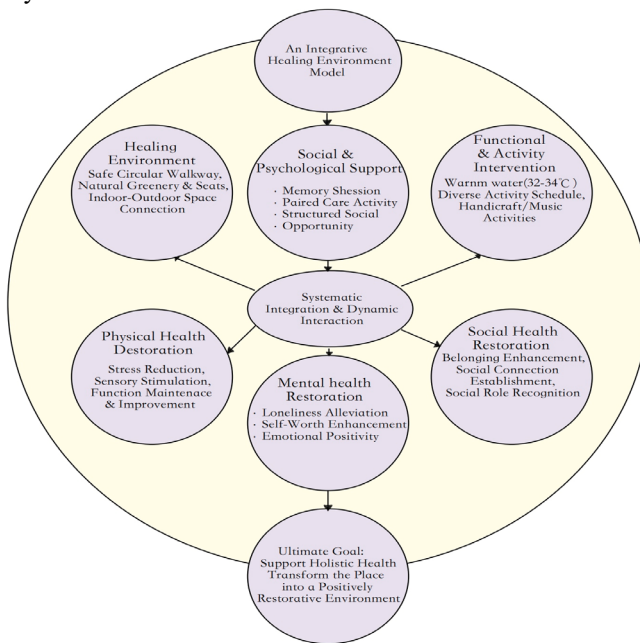 An Integrative
Healing Environment
Model
Healing
Environment
Safe Circular Walkway,
Natural Greenery & Seats,
Indoor-Outdoor Space
Connection
Social &
Psychological Support
· Memory Shession
· Paired Care Activity
· Structured Social
· Opportunity
Functional
& Activity
Intervention
Warnm water(32-34℃)
Diverse Activity Schedule,
Handicraft/Music
Activities
Systematic
Integration & Dynamic
Interaction
Physical Health
Destoration
Stress Reduction,
Sensory Stimulation,
Function Maintenace
& Improvement
Mental health
Restoration
· Loneliness Alleviation
· Self-Worth Enhancement
· Emotional Positivity
Social Health
Restoration
Belonging Enhancement,
Social Connection
Establishment,
Social Role Recognition
Ultimate Goal:
Support Holistic Health
Transform the Place
into a Positively
Restorative Environment